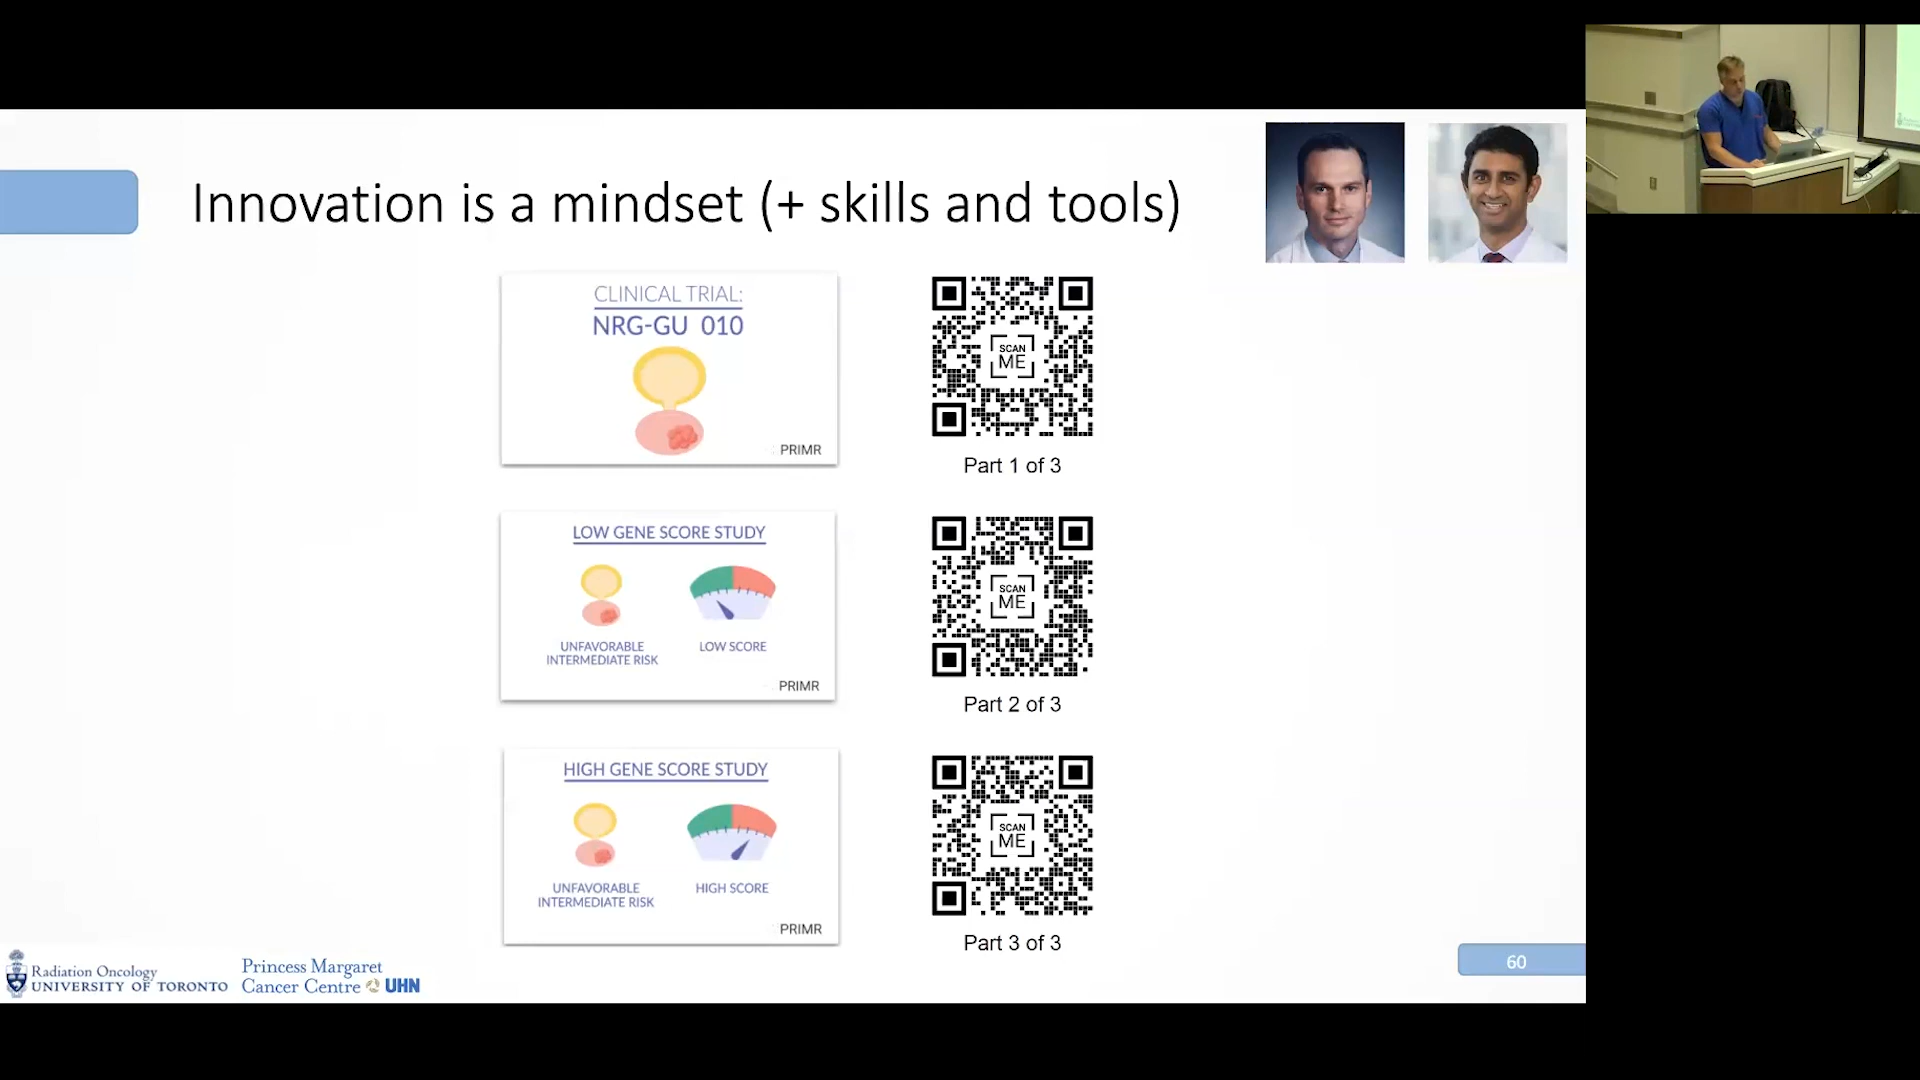 Innovation is a mindset (+ skills and tools)
CLINICAL TRIAL:
NRG-GU 010
PRIMR
SCAN
ME
Part 1 of 3
LOW GENE SCORE STUDY
UNFAVORABLE
INTERMEDIATE RISK
LOW SCORE
PRIMR
SCAN
ME
Part 2 of 3
HIGH GENE SCORE STUDY
UNFAVORABLE
INTERMEDIATE RISK
HIGH SCORE
PRIMR
SCAN
ME
Part 3 of 3
Radiation Oncology
UNIVERSITY OF TORONTO
Princess Margaret
Cancer Centre UHN
60